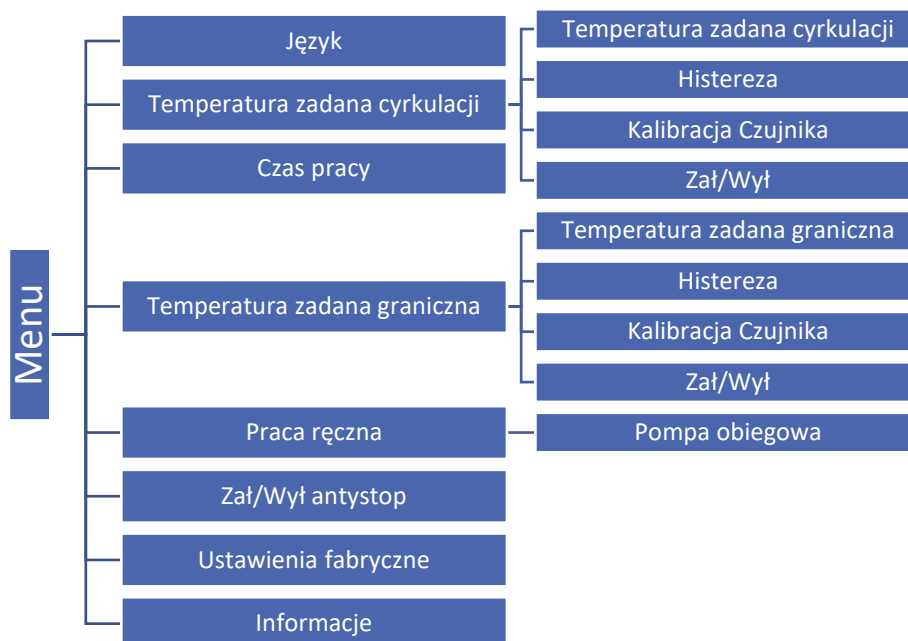 Menu
Język
Temperatura zadana cyrkulacji
Temperatura zadana cyrkulacji
Histereza
Kalibracja Czujnika
Zał/Wył
Czas pracy
Temperatura zadana graniczna
Temperatura zadana graniczna
Histereza
Kalibracja Czujnika
Zał/Wył
Praca ręczna
Pompa obiegowa
Zał/Wył antystop
Ustawienia fabryczne
Informacje